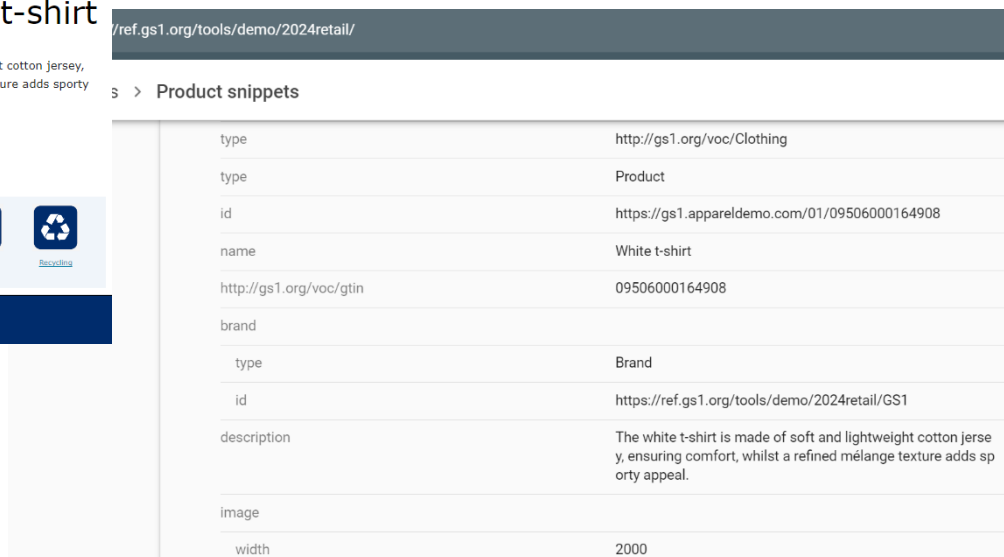 t-shirt
/ref.gs1.org/tools/demo/2024retail/
t cotton jersey,
ure adds sporty
s > Product snippets
type http://gs1.org/voc/Clothing
type Product
id https://gs1.appareldemo.com/01/09506000164908
Recycling
name White t-shirt
http://gs1.org/voc/gtin 09506000164908
brand
type Brand
id https://ref.gs1.org/tools/demo/2024retail/GS1
description The white t-shirt is made of soft and lightweight cotton jerse
y, ensuring comfort, whilst a refined mélange texture adds sp
orty appeal.
image
width 2000